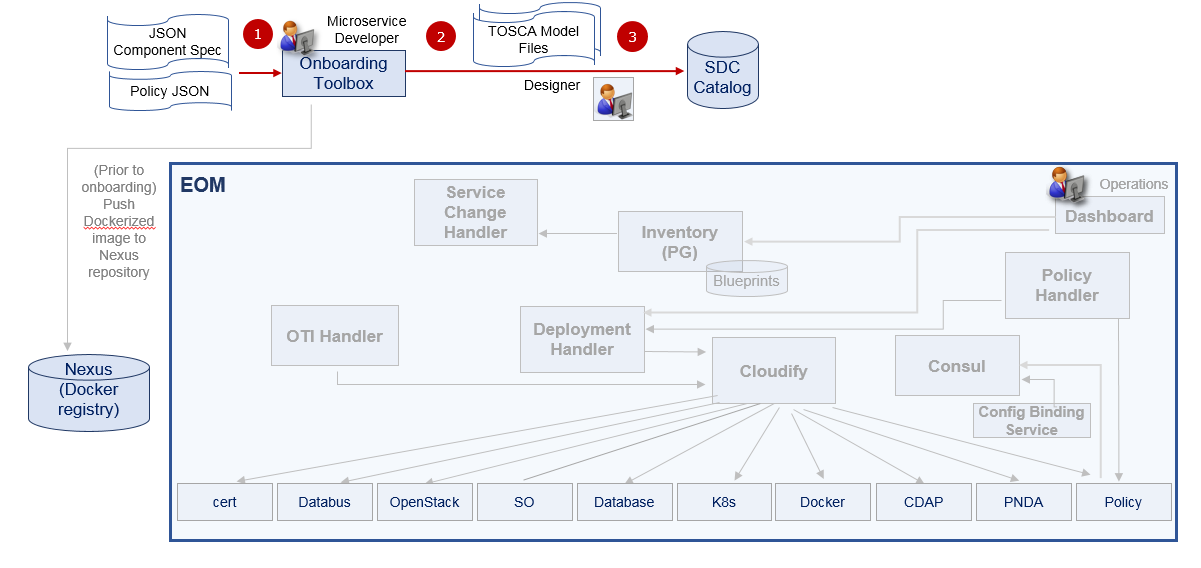 JSON
Component Spec
Policy JSON
1
Microservice
Developer
Onboarding
Toolbox
2
TOSCA Model
Files
3
Designer
SDC
Catalog
(Prior to
onboarding)
Push
Dockerized
image to
Nexus
repository
Nexus
(Docker
registry)
EOM
Service
Change
Handler
Inventory
(PG)
Blueprints
Operations
Dashboard
Policy
Handler
OTI Handler
Deployment
Handler
Cloudify
Consul
Config Binding
Service
cert
Databus
OpenStack
SO
Database
K8s
Docker
CDAP
PNDA
Policy